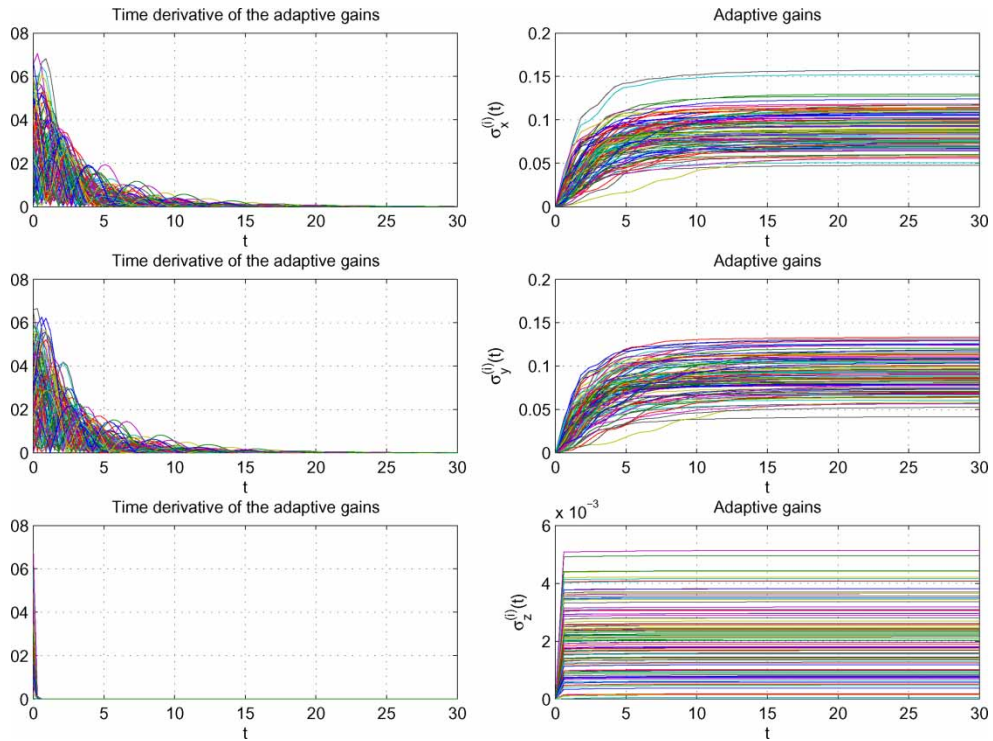 Time derivative of the adaptive gains
08
06
04
02
0
0 5 10 15 20 25 30
t
Adaptive gains
0.2
0.15
0.1
0.05
0
σx^(i)(t)
0 5 10 15 20 25 30
t
Time derivative of the adaptive gains
08
06
04
02
0
0 5 10 15 20 25 30
t
Adaptive gains
0.2
0.15
0.1
0.05
0
σy^(i)(t)
0 5 10 15 20 25 30
t
Time derivative of the adaptive gains
08
06
04
02
0
0 5 10 15 20 25 30
t
x 10^-3
Adaptive gains
6
4
2
0
σz^(i)(t)
0 5 10 15 20 25 30
t